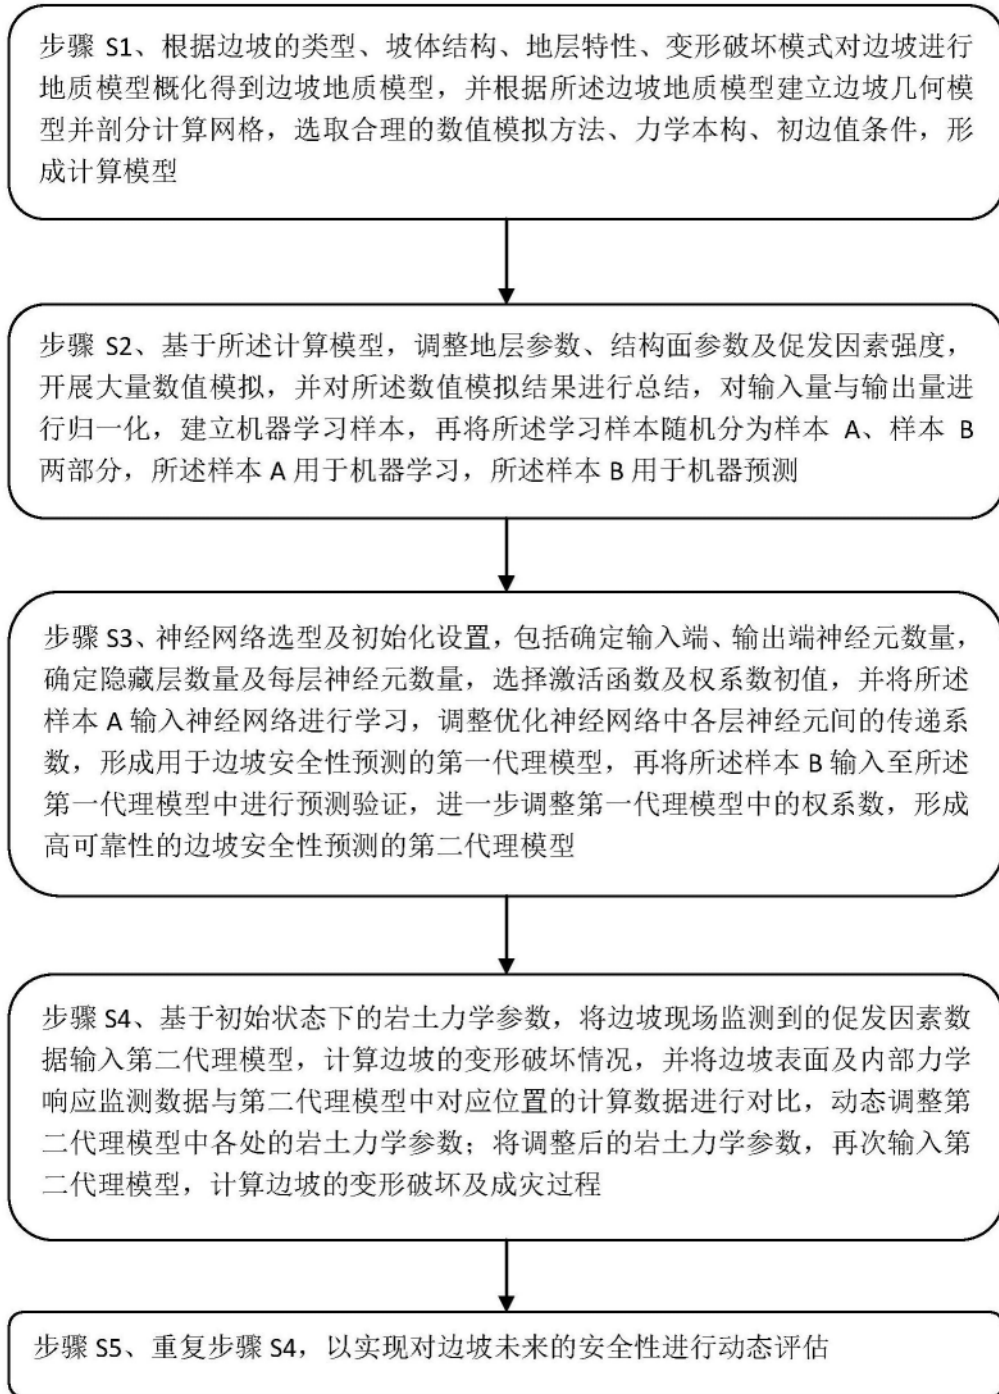 步骤 S1、根据边坡的类型、坡体结构、地层特性、变形破坏模式对边坡进行
地质模型概化得到边坡地质模型，并根据所述边坡地质模型建立边坡几何模
型并剖分计算网格，选取合理的数值模拟方法、力学本构、初边值条件，形
成计算模型
步骤 S2、基于所述计算模型，调整地层参数、结构面参数及促发因素强度，
开展大量数值模拟，并对所述数值模拟结果进行总结，对输入量与输出量进
行归一化，建立机器学习样本，再将所述学习样本随机分为样本 A、样本 B
两部分，所述样本 A 用于机器学习，所述样本 B 用于机器预测
步骤 S3、神经网络选型及初始化设置，包括确定输入端、输出端神经元数量，
确定隐藏层数量及每层神经元数量，选择激活函数及权系数初值，并将所述
样本 A 输入神经网络进行学习，调整优化神经网络中各层神经元间的传递系
数，形成用于边坡安全性预测的第一代理模型，再将所述样本 B 输入至所述
第一代理模型中进行预测验证，进一步调整第一代理模型中的权系数，形成
高可靠性的边坡安全性预测的第二代理模型
步骤 S4、基于初始状态下的岩土力学参数，将边坡现场监测到的促发因素数
据输入第二代理模型，计算边坡的变形破坏情况，并将边坡表面及内部力学
响应监测数据与第二代理模型中对应位置的计算数据进行对比，动态调整第
二代理模型中各处的岩土力学参数；将调整后的岩土力学参数，再次输入第
二代理模型，计算边坡的变形破坏及成灾过程
步骤 S5、重复步骤 S4，以实现对边坡未来的安全性进行动态评估